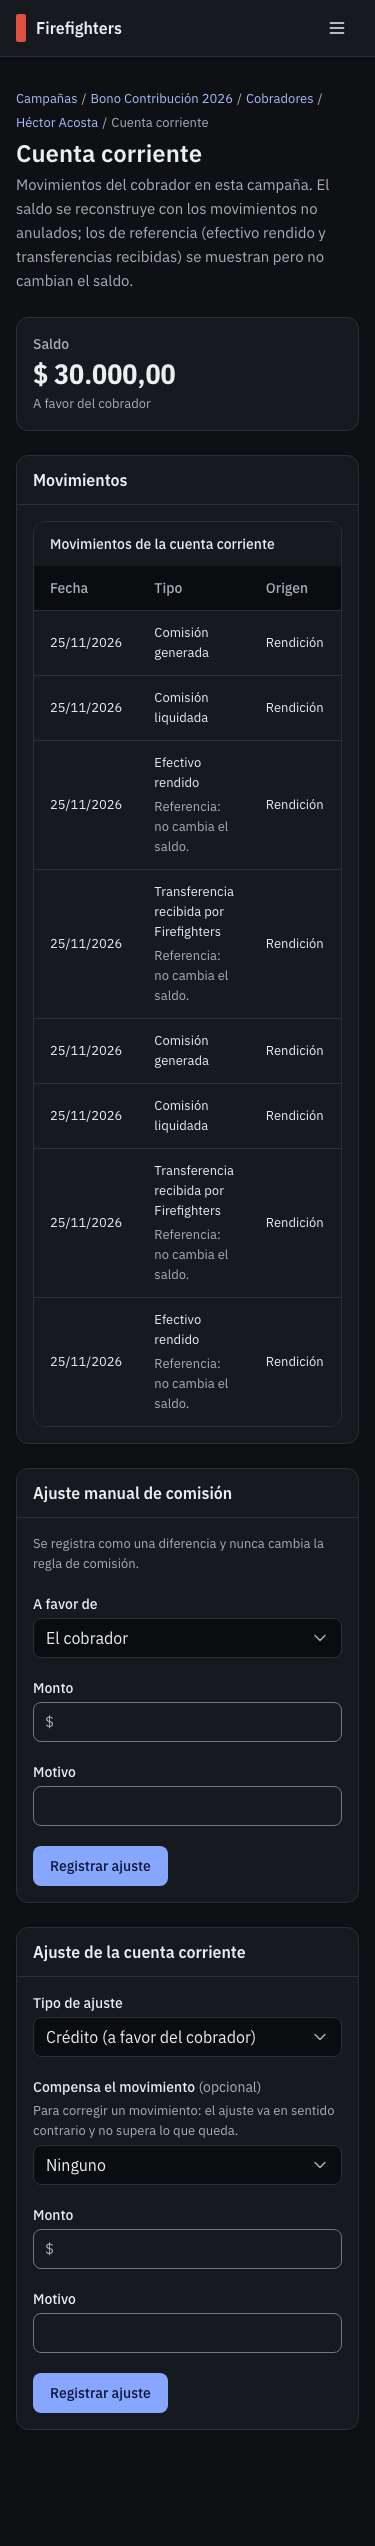 Firefighters
Campañas / Bono Contribución 2026 / Cobradores /
Héctor Acosta / Cuenta corriente
Cuenta corriente
Movimientos del cobrador en esta campaña. El
saldo se reconstruye con los movimientos no
anulados; los de referencia (efectivo rendido y
transferencias recibidas) se muestran pero no
cambian el saldo.
Saldo
$ 30.000,00
A favor del cobrador
Movimientos
Movimientos de la cuenta corriente
Fecha Tipo Origen
25/11/2026 Comisión generada Rendición
25/11/2026 Comisión liquidada Rendición
25/11/2026 Efectivo rendido Referencia: no cambia el saldo. Rendición
25/11/2026 Transferencia recibida por Firefighters Referencia: no cambia el saldo. Rendición
25/11/2026 Comisión generada Rendición
25/11/2026 Comisión liquidada Rendición
25/11/2026 Transferencia recibida por Firefighters Referencia: no cambia el saldo. Rendición
25/11/2026 Efectivo rendido Referencia: no cambia el saldo. Rendición
Ajuste manual de comisión
Se registra como una diferencia y nunca cambia la
regla de comisión.
A favor de
El cobrador
Monto
$
Motivo
Registrar ajuste
Ajuste de la cuenta corriente
Tipo de ajuste
Crédito (a favor del cobrador)
Compensa el movimiento (opcional)
Para corregir un movimiento: el ajuste va en sentido
contrario y no supera lo que queda.
Ninguno
Monto
$
Motivo
Registrar ajuste